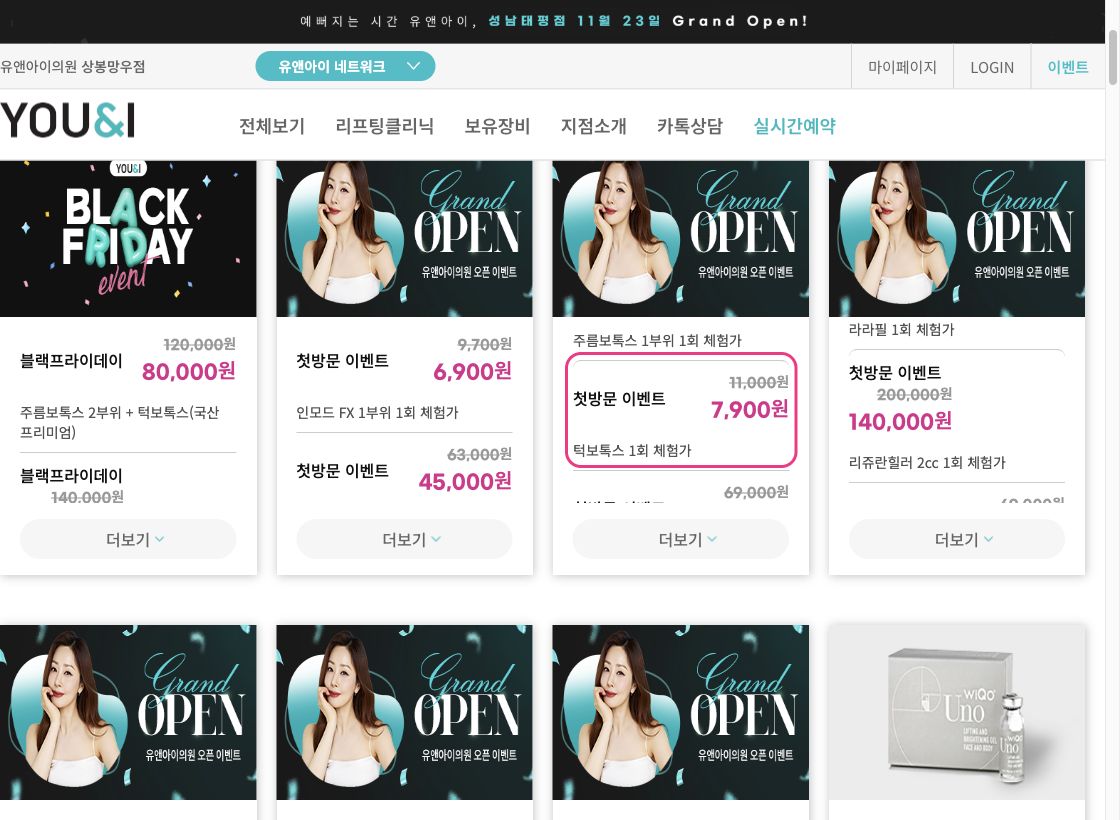 예뻐지는 시간 유앤아이, 성남태평점 11월 23일 Grand Open!
유앤아이의원 상봉망우점
유앤아이 네트워크
마이페이지
LOGIN
이벤트
YOU&I
전체보기
리프팅클리닉
보유장비
지점소개
카톡상담
실시간예약
YOU&I
BLACK
FRIDAY
event
120,000원
블랙프라이데이
80,000원
주름보톡스 2부위 + 턱보톡스(국산
프리미엄)
블랙프라이데이
140,000원
더보기
Grand
OPEN
유앤아이의원 오픈 이벤트
9,700원
첫방문 이벤트
6,900원
인모드 FX 1부위 1회 체험가
63,000원
첫방문 이벤트
45,000원
더보기
Grand
OPEN
유앤아이의원 오픈 이벤트
주름보톡스 1부위 1회 체험가
11,000원
첫방문 이벤트
7,900원
턱보톡스 1회 체험가
69,000원
더보기
Grand
OPEN
유앤아이의원 오픈 이벤트
라라필 1회 체험가
첫방문 이벤트
200,000원
140,000원
리쥬란힐러 2cc 1회 체험가
더보기
Grand
OPEN
유앤아이의원 오픈 이벤트
Grand
OPEN
유앤아이의원 오픈 이벤트
Grand
OPEN
유앤아이의원 오픈 이벤트
WiQo
Uno
LIFTING AND
BRIGHTENING GEL
FACE AND BODY
WiQo
Uno